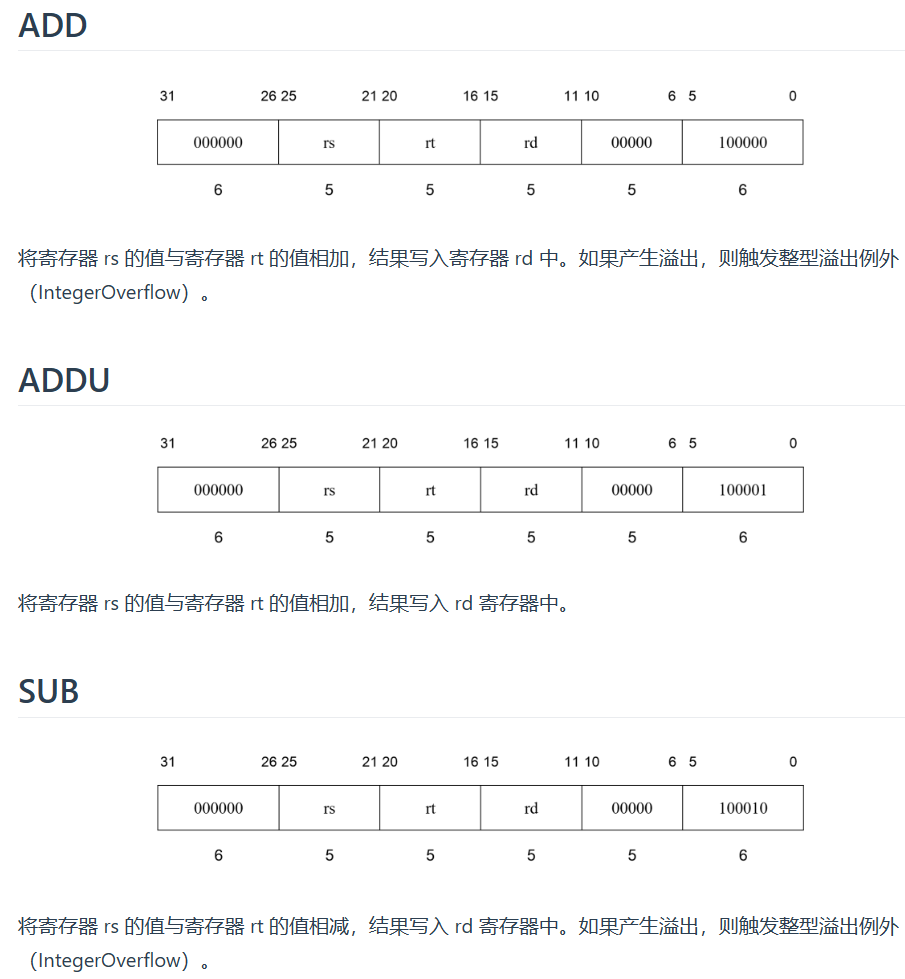 ADD
31 26 25 21 20 16 15 11 10 6 5 0
000000 rs rt rd 00000 100000
6 5 5 5 5 6
将寄存器 rs 的值与寄存器 rt 的值相加，结果写入寄存器 rd 中。如果产生溢出，则触发整型溢出例外
（IntegerOverflow）。
ADDU
31 26 25 21 20 16 15 11 10 6 5 0
000000 rs rt rd 00000 100001
6 5 5 5 5 6
将寄存器 rs 的值与寄存器 rt 的值相加，结果写入 rd 寄存器中。
SUB
31 26 25 21 20 16 15 11 10 6 5 0
000000 rs rt rd 00000 100010
6 5 5 5 5 6
将寄存器 rs 的值与寄存器 rt 的值相减，结果写入 rd 寄存器中。如果产生溢出，则触发整型溢出例外
（IntegerOverflow）。